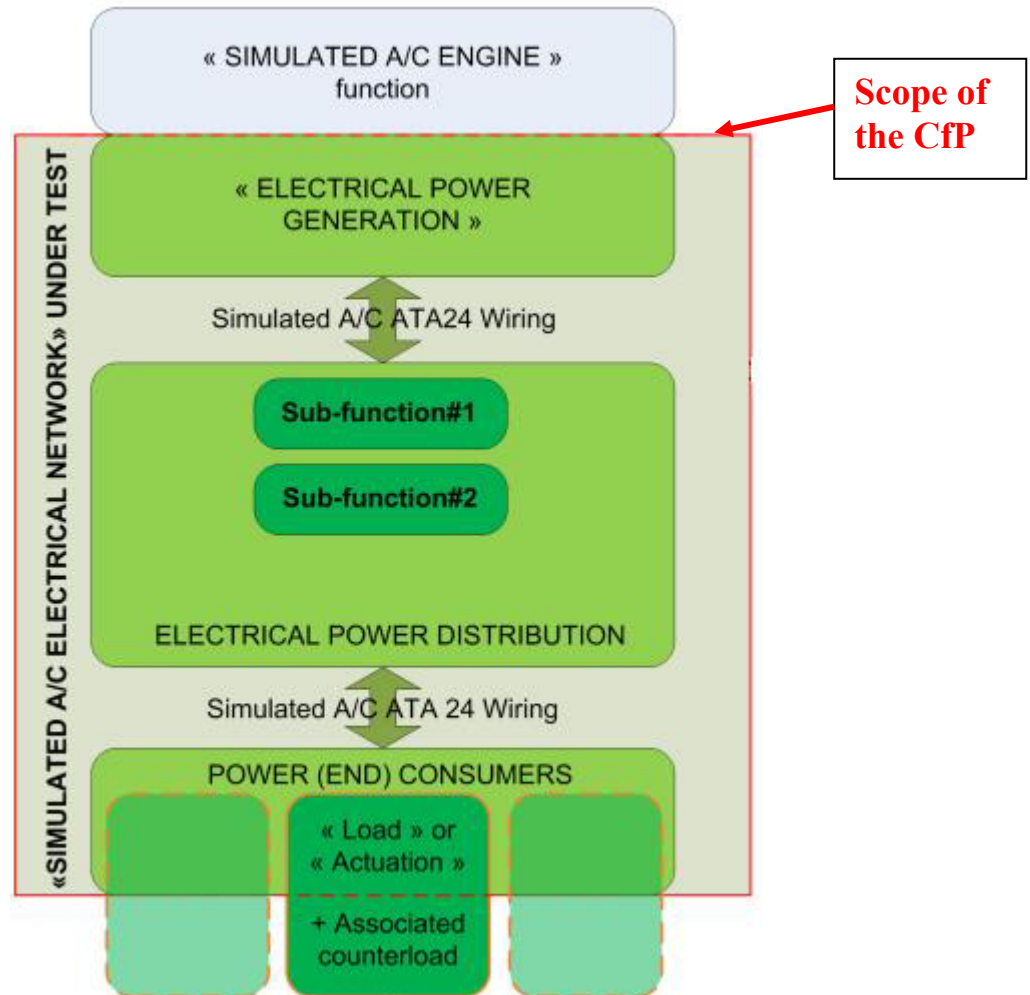 « SIMULATED A/C ENGINE »
function
Scope of
the CfP
«SIMULATED A/C ELECTRICAL NETWORK» UNDER TEST
« ELECTRICAL POWER
GENERATION »
Simulated A/C ATA24 Wiring
Sub-function#1
Sub-function#2
ELECTRICAL POWER DISTRIBUTION
Simulated A/C ATA 24 Wiring
POWER (END) CONSUMERS
« Load » or
« Actuation »
+ Associated
counterload